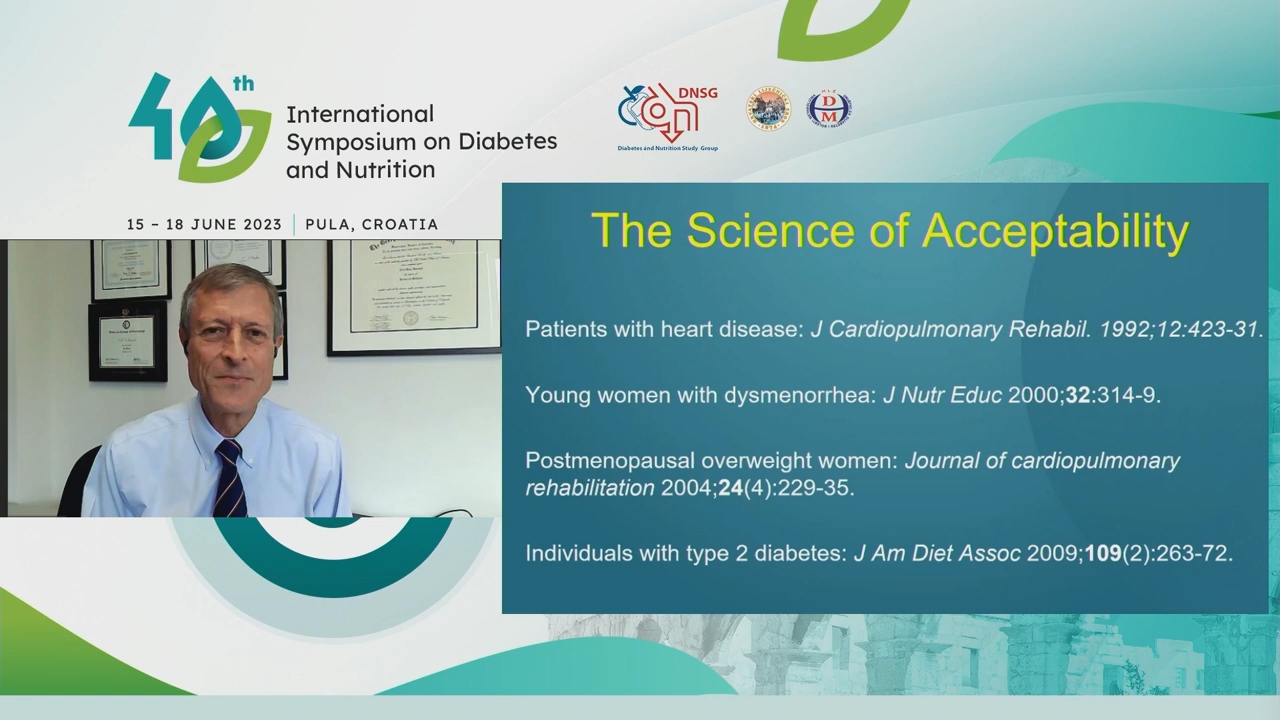 40th
International
Symposium on Diabetes
and Nutrition
15 – 18 JUNE 2023 | PULA, CROATIA
DNSG
Diabetes and Nutrition Study Group
DM
The Science of Acceptability
Patients with heart disease: J Cardiopulmonary Rehabil. 1992;12:423-31.
Young women with dysmenorrhea: J Nutr Educ 2000;32:314-9.
Postmenopausal overweight women: Journal of cardiopulmonary
rehabilitation 2004;24(4):229-35.
Individuals with type 2 diabetes: J Am Diet Assoc 2009;109(2):263-72.